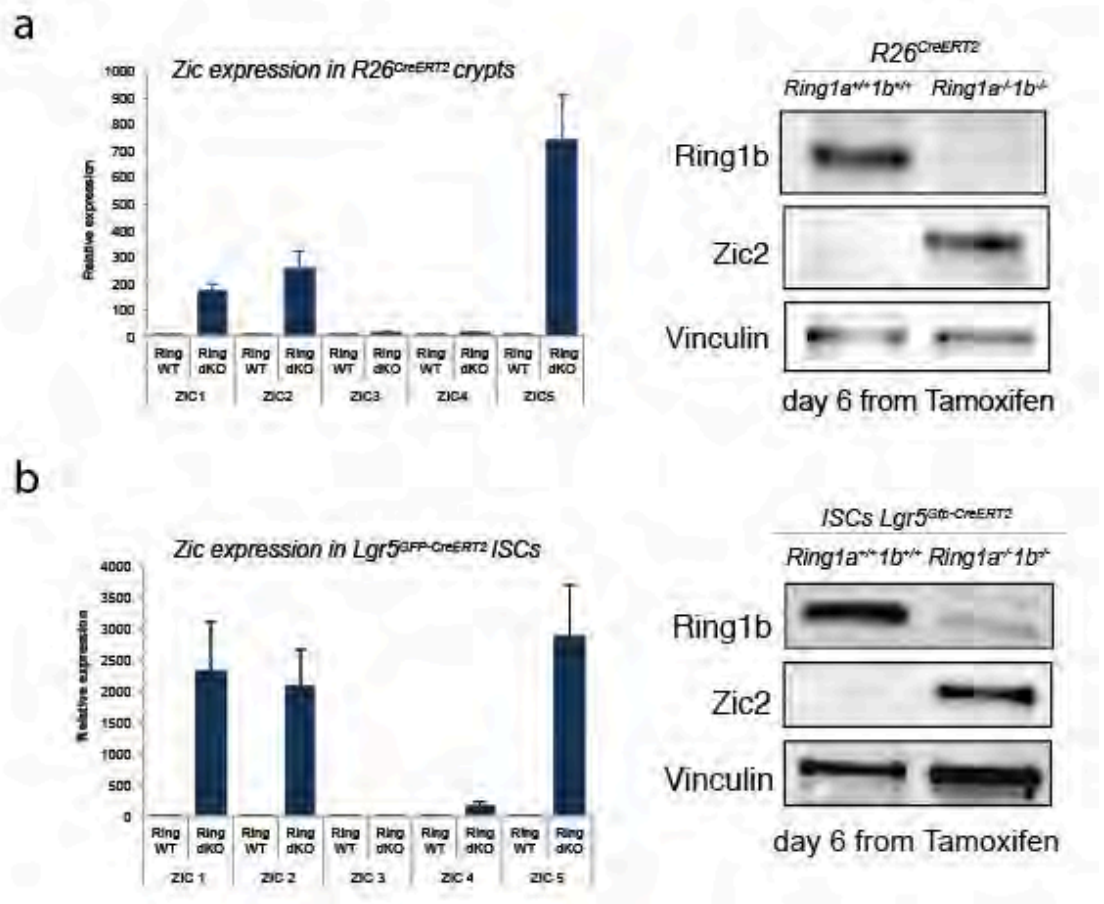 a
Zic expression in R26CreERT2 crypts
1000
900
800
700
600
500
400
300
200
100
0
Relative expression
Ring WT Ring dKO Ring WT Ring dKO Ring WT Ring dKO Ring WT Ring dKO Ring WT Ring dKO
ZIC1 ZIC2 ZIC3 ZIC4 ZIC5
R26CreERT2
Ring1a+/+1b+/+ Ring1a-/-1b-/-
Ring1b
Zic2
Vinculin
day 6 from Tamoxifen
b
Zic expression in Lgr5GFP-CreERT2 ISCs
4000
3500
3000
2500
2000
1500
1000
500
0
Relative expression
Ring WT Ring dKO Ring WT Ring dKO Ring WT Ring dKO Ring WT Ring dKO Ring WT Ring dKO
ZIC 1 ZIC 2 ZIC 3 ZIC 4 ZIC 5
ISCs Lgr5Gfp-CreERT2
Ring1a+/+1b+/+ Ring1a-/-1b-/-
Ring1b
Zic2
Vinculin
day 6 from Tamoxifen